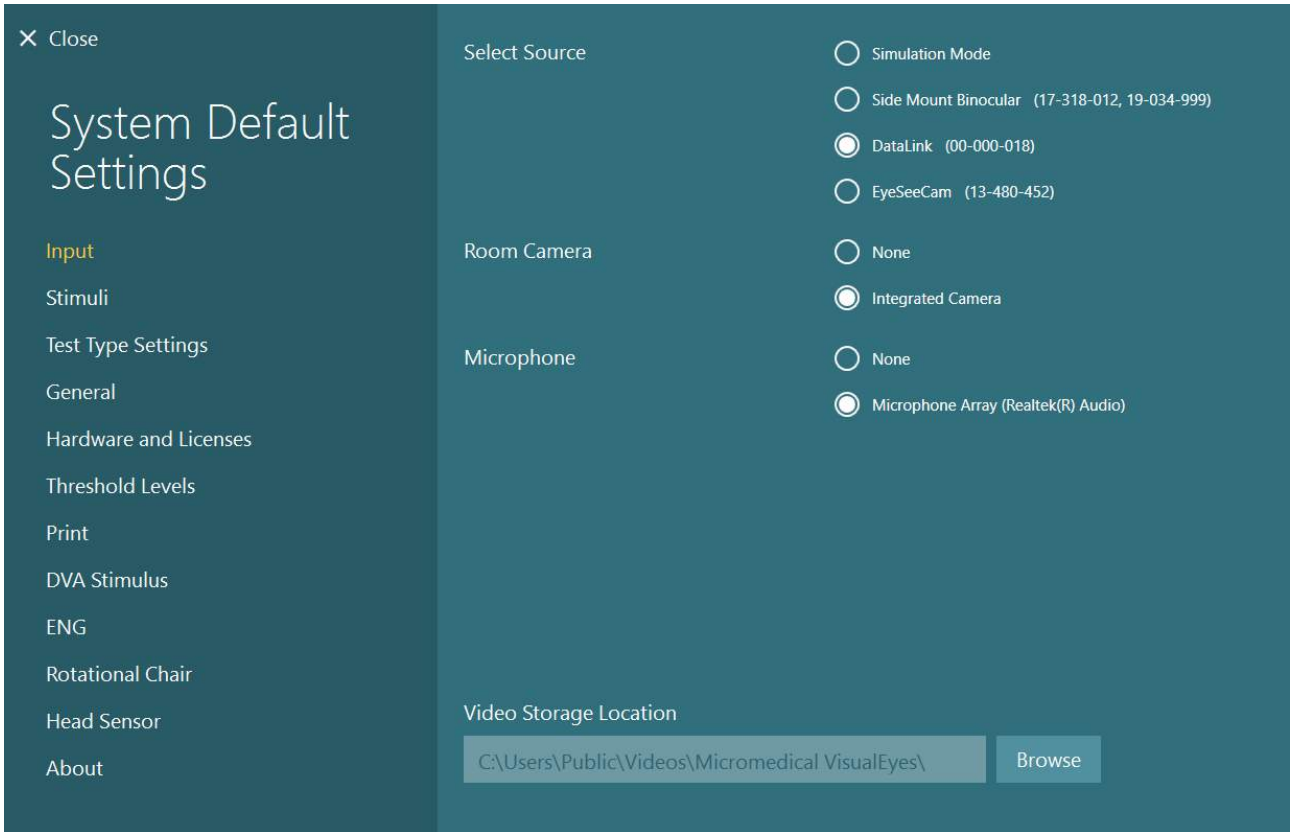 Close
System Default
Settings
Input
Stimuli
Test Type Settings
General
Hardware and Licenses
Threshold Levels
Print
DVA Stimulus
ENG
Rotational Chair
Head Sensor
About
Select Source
Simulation Mode
Side Mount Binocular (17-318-012, 19-034-999)
DataLink (00-000-018)
EyeSeeCam (13-480-452)
Room Camera
None
Integrated Camera
Microphone
None
Microphone Array (Realtek(R) Audio)
Video Storage Location
C:\Users\Public\Videos\Micromedical VisualEyes\
Browse